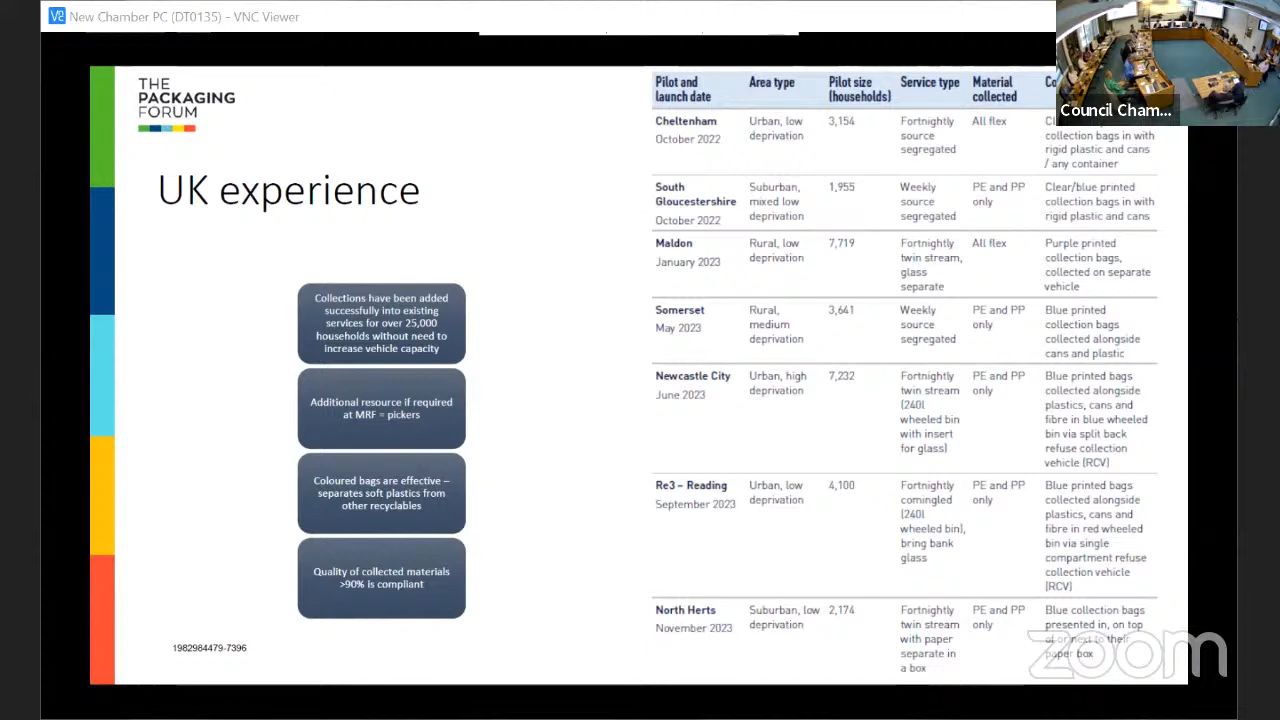 New Chamber PC (DT0135) - VNC Viewer
Council Cham...
THE
PACKAGING
FORUM
UK experience
Collections have been added
successfully into existing
services for over 25,000
households without need to
increase vehicle capacity
Additional resource if required
at MRF = pickers
Coloured bags are effective –
separates soft plastics from
other recyclables
Quality of collected materials
>90% is compliant
1982984479-7396
Pilot and
launch date
Area type
Pilot size
(households)
Service type
Material
collected
Cheltenham
October 2022
Urban, low
deprivation
3,154
Fortnightly
source
segregated
All flex
collection bags in with
rigid plastic and cans
/ any container
South
Gloucestershire
October 2022
Suburban,
mixed low
deprivation
1,955
Weekly
source
segregated
PE and PP
only
Clear/blue printed
collection bags in with
rigid plastic and cans
Maldon
January 2023
Rural, low
deprivation
7,719
Fortnightly
twin stream,
glass
separate
All flex
Purple printed
collection bags,
collected on separate
vehicle
Somerset
May 2023
Rural,
medium
deprivation
3,641
Weekly
source
segregated
PE and PP
only
Blue printed
collection bags
collected alongside
cans and plastic
Newcastle City
June 2023
Urban, high
deprivation
7,232
Fortnightly
twin stream
(240l
wheeled bin
with insert
for glass)
PE and PP
only
Blue printed bags
collected alongside
plastics, cans and
fibre in blue wheeled
bin via split back
refuse collection
vehicle (RCV)
Re3 – Reading
September 2023
Urban, low
deprivation
4,100
Fortnightly
comingled
(240l
wheeled bin),
bring bank
glass
PE and PP
only
Blue printed bags
collected alongside
plastics, cans and
fibre in red wheeled
bin via single
compartment refuse
collection vehicle
(RCV)
North Herts
November 2023
Suburban, low
deprivation
2,174
Fortnightly
twin stream
with paper
separate in
a box
PE and PP
only
Blue collection bags
presented in, on top
of or next to their
paper box
zoom